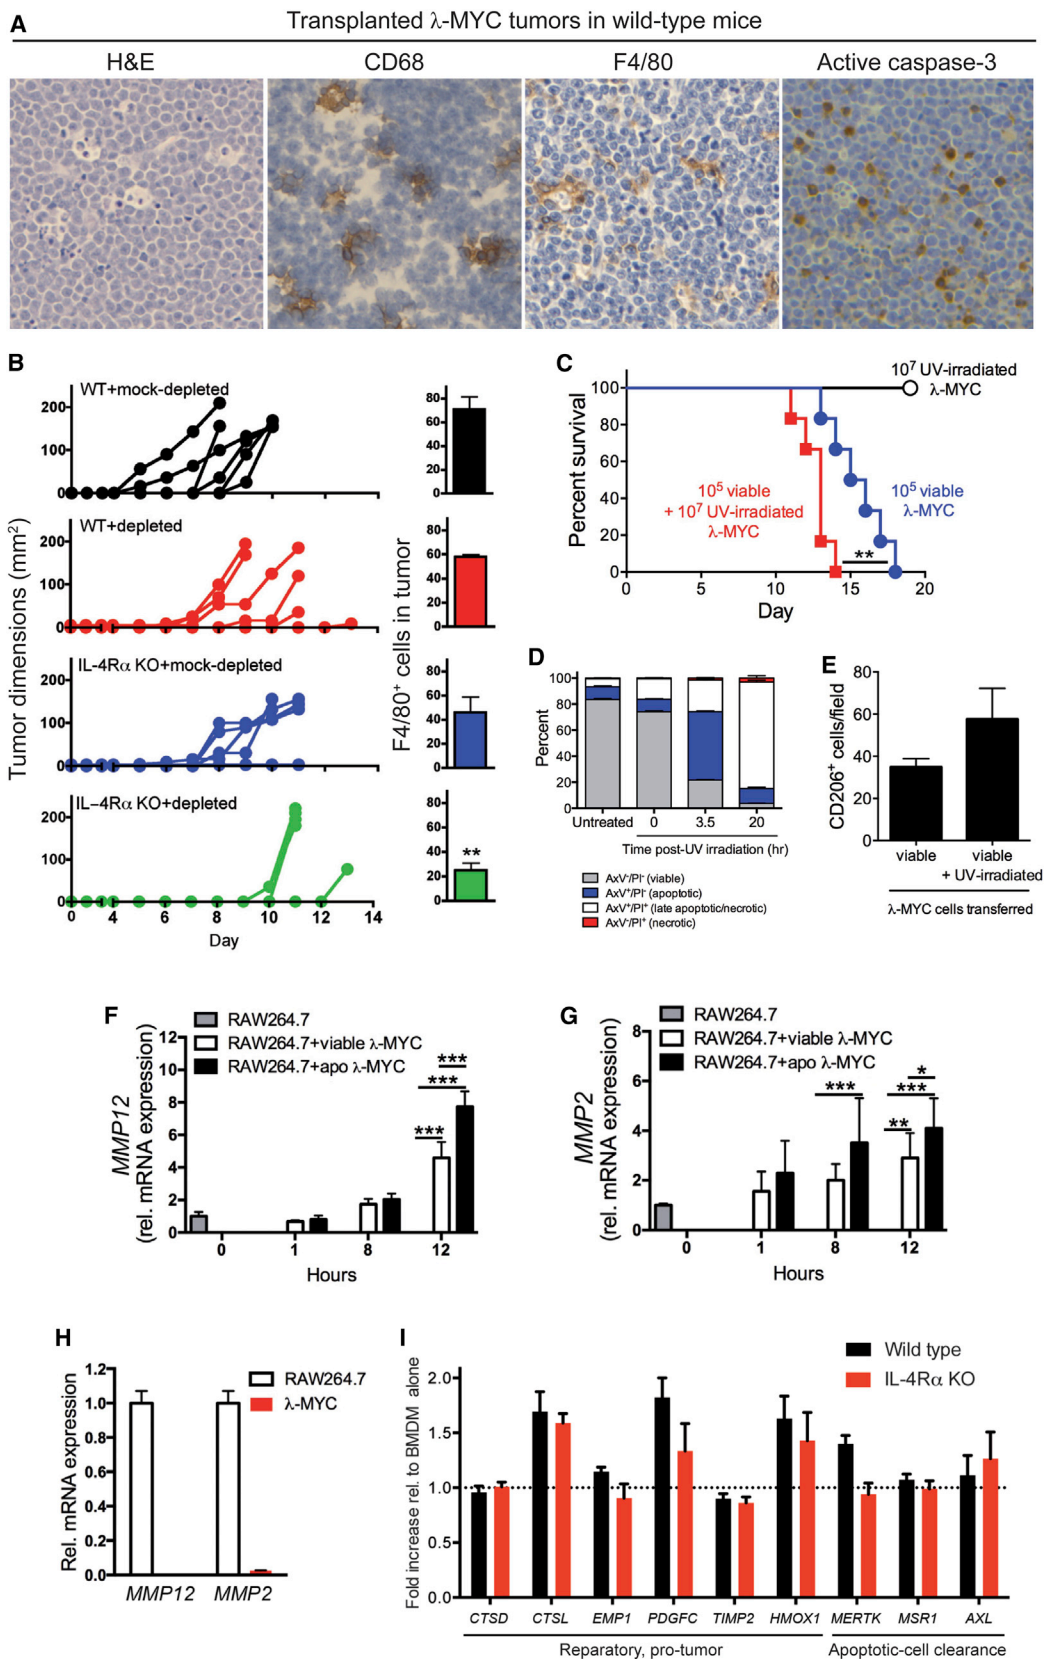 A
Transplanted λ-MYC tumors in wild-type mice
H&E
CD68
F4/80
Active caspase-3
B
Tumor dimensions (mm²)
WT+mock-depleted
200
100
0
WT+depleted
200
100
0
IL-4Rα KO+mock-depleted
200
100
0
IL–4Rα KO+depleted
200
100
0
0 4 6 8 10 12 14
Day
F4/80⁺ cells in tumor
80
60
40
20
0
80
60
40
20
0
80
60
40
20
0
80
60
40
20
0
**
C
Percent survival
100
80
60
40
20
0
0 5 10 15 20
Day
10⁷ UV-irradiated
λ-MYC
10⁵ viable
+ 10⁷ UV-irradiated
λ-MYC
10⁵ viable
λ-MYC
**
D
Percent
100
80
60
40
20
0
Untreated 0 3.5 20
Time post-UV irradiation (hr)
AxV⁻/PI⁻ (viable)
AxV⁺/PI⁻ (apoptotic)
AxV⁺/PI⁺ (late apoptotic/necrotic)
AxV⁻/PI⁺ (necrotic)
E
CD206⁺ cells/field
80
60
40
20
0
viable
viable
+ UV-irradiated
λ-MYC cells transferred
F
MMP12
(rel. mRNA expression)
12
10
8
6
4
2
0
RAW264.7
RAW264.7+viable λ-MYC
RAW264.7+apo λ-MYC
***
***
***
0 1 8 12
Hours
G
MMP2
(rel. mRNA expression)
8
6
4
2
0
RAW264.7
RAW264.7+viable λ-MYC
RAW264.7+apo λ-MYC
***
*
***
**
0 1 8 12
Hours
H
Rel. mRNA expression
1.2
1.0
0.8
0.6
0.4
0.2
0.0
RAW264.7
λ-MYC
MMP12 MMP2
I
Fold increase rel. to BMDM alone
2.0
1.5
1.0
0.5
0.0
Wild type
IL-4Rα KO
CTSD CTSL EMP1 PDGFC TIMP2 HMOX1 MERTK MSR1 AXL
Reparatory, pro-tumor
Apoptotic-cell clearance